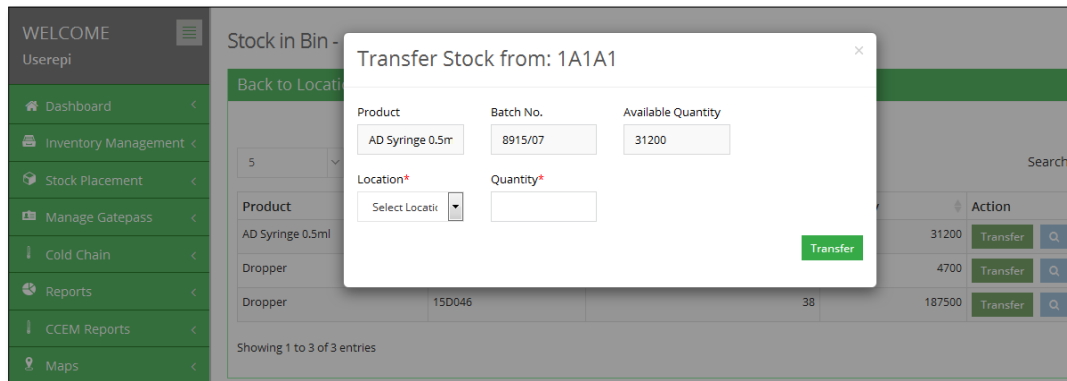 WELCOME
Userepi
Dashboard
Inventory Management
Stock Placement
Manage Gatepass
Cold Chain
Reports
CCEM Reports
Maps
Stock in Bin -
Back to Locati
5
Search
Product
Action
AD Syringe 0.5ml
31200
Transfer
Dropper
4700
Transfer
Dropper
15D046
38
187500
Transfer
Showing 1 to 3 of 3 entries
Transfer Stock from: 1A1A1
×
Product
Batch No.
Available Quantity
AD Syringe 0.5m
8915/07
31200
Location*
Quantity*
Select Locatic
Transfer